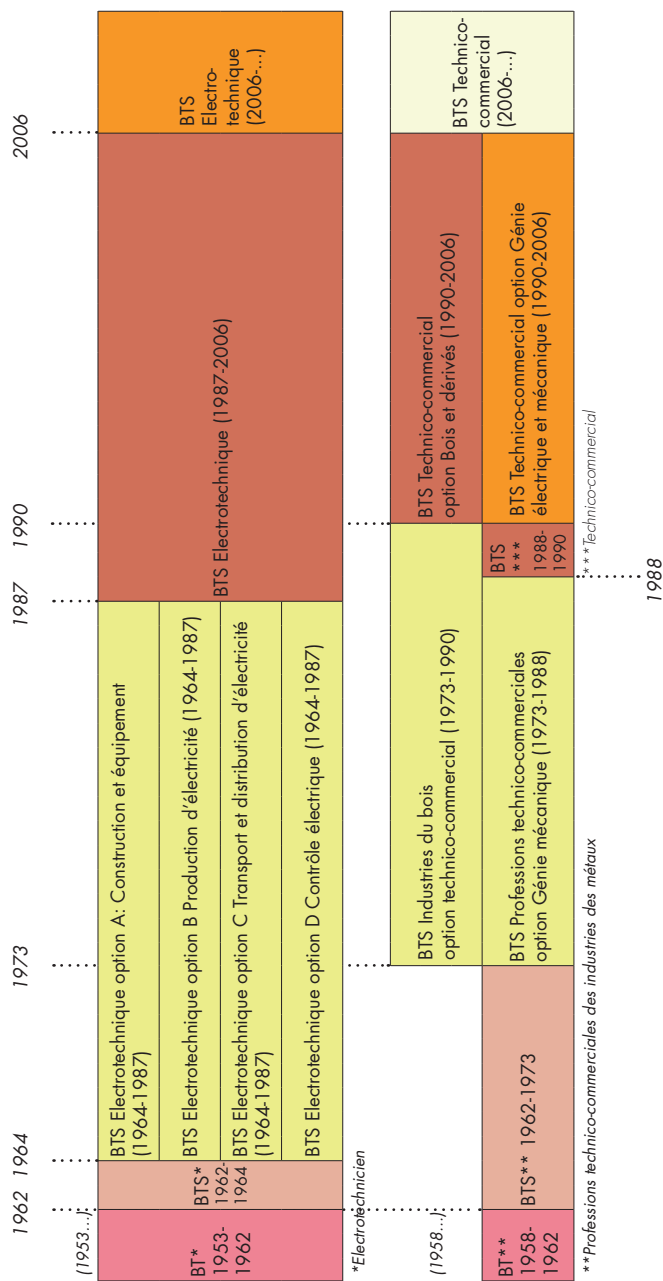 1962
1964
1973
1987
1990
2006
(1953...)
BT*
1953-
1962
BTS*
1962-
1964
BTS Electrotechnique option A: Construction et équipement
(1964-1987)
BTS Electrotechnique option B Production d'électricité (1964-1987)
BTS Electrotechnique option C Transport et distribution d'électricité
(1964-1987)
BTS Electrotechnique option D Contrôle électrique (1964-1987)
BTS Electrotechnique (1987-2006)
BTS
Electro-
technique
(2006-...)
*Electrotechnicien
(1958...)
BT**
1958-
1962
BTS** 1962-1973
BTS Industries du bois
option technico-commercial (1973-1990)
BTS Professions technico-commerciales
option Génie mécanique (1973-1988)
BTS
***
1988-
1990
BTS Technico-commercial
option Bois et dérivés (1990-2006)
BTS Technico-commercial option Génie
électrique et mécanique (1990-2006)
BTS Technico-
commercial
(2006-...)
**Professions technico-commerciales des industries des métaux
***Technico-commercial
1988